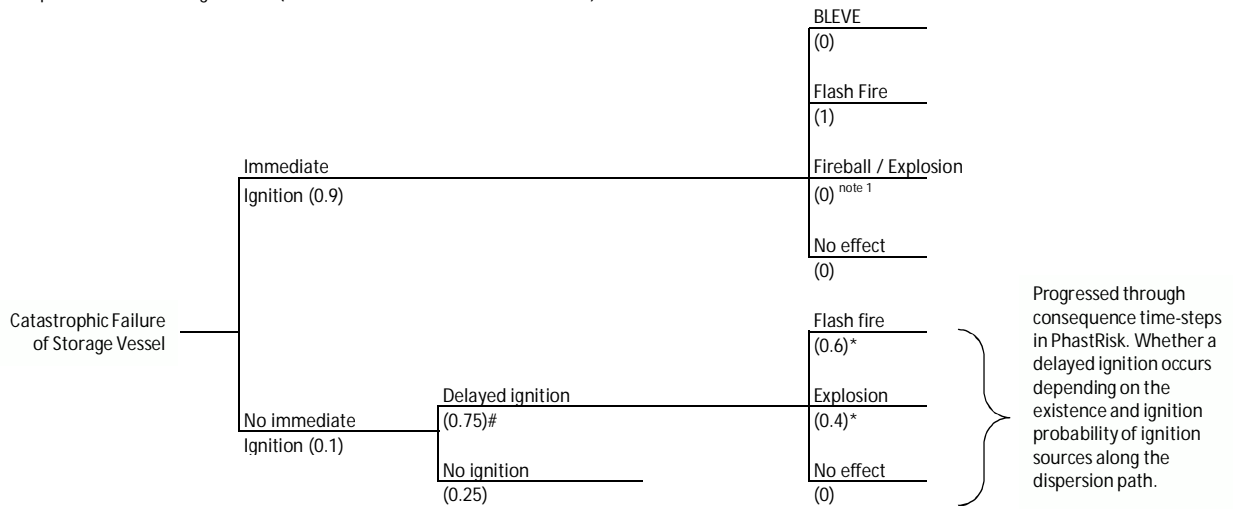 BLEVE
(0)
Flash Fire
(1)
Immediate
Ignition (0.9)
Fireball / Explosion
(0) note 1
No effect
(0)
Catastrophic Failure
of Storage Vessel
Flash fire
(0.6)*
Delayed ignition
(0.75)#
Explosion
(0.4)*
No immediate
Ignition (0.1)
No ignition
(0.25)
No effect
(0)
Progressed through
consequence time-steps
in PhastRisk. Whether a
delayed ignition occurs
depending on the
existence and ignition
probability of ignition
sources along the
dispersion path.